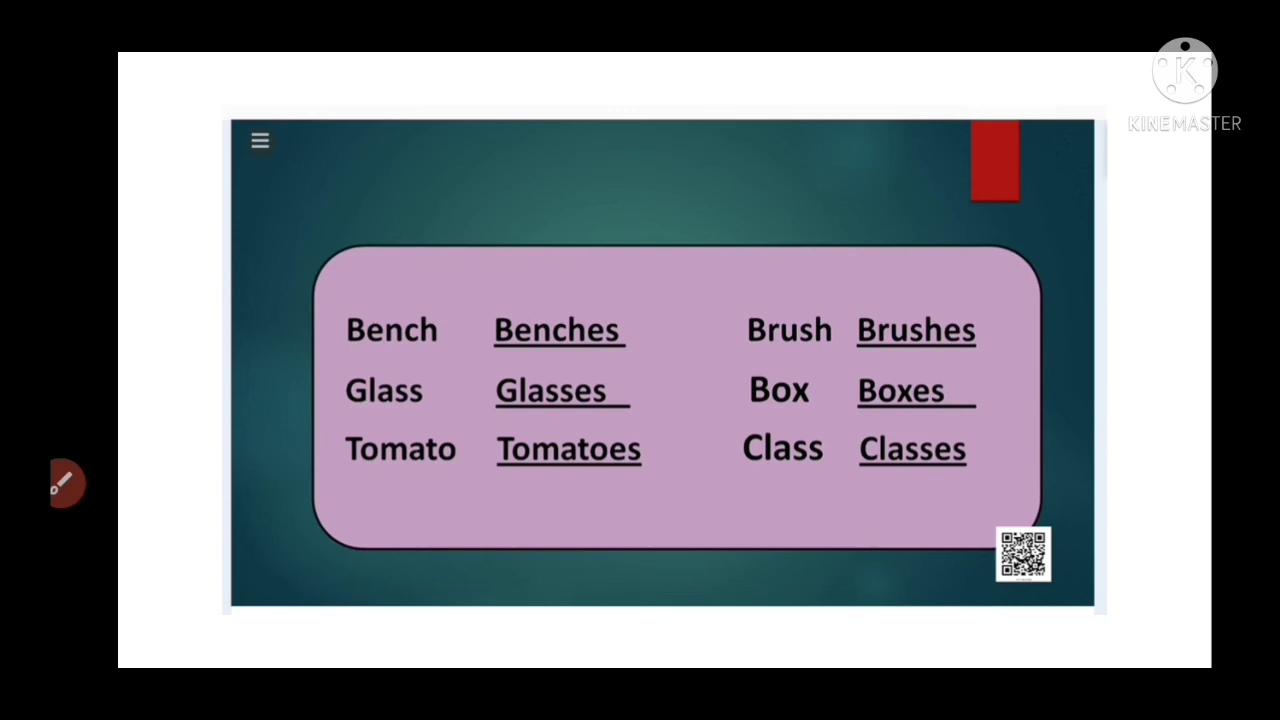 KINEMASTER
Bench Benches Brush Brushes
Glass Glasses Box Boxes
Tomato Tomatoes Class Classes